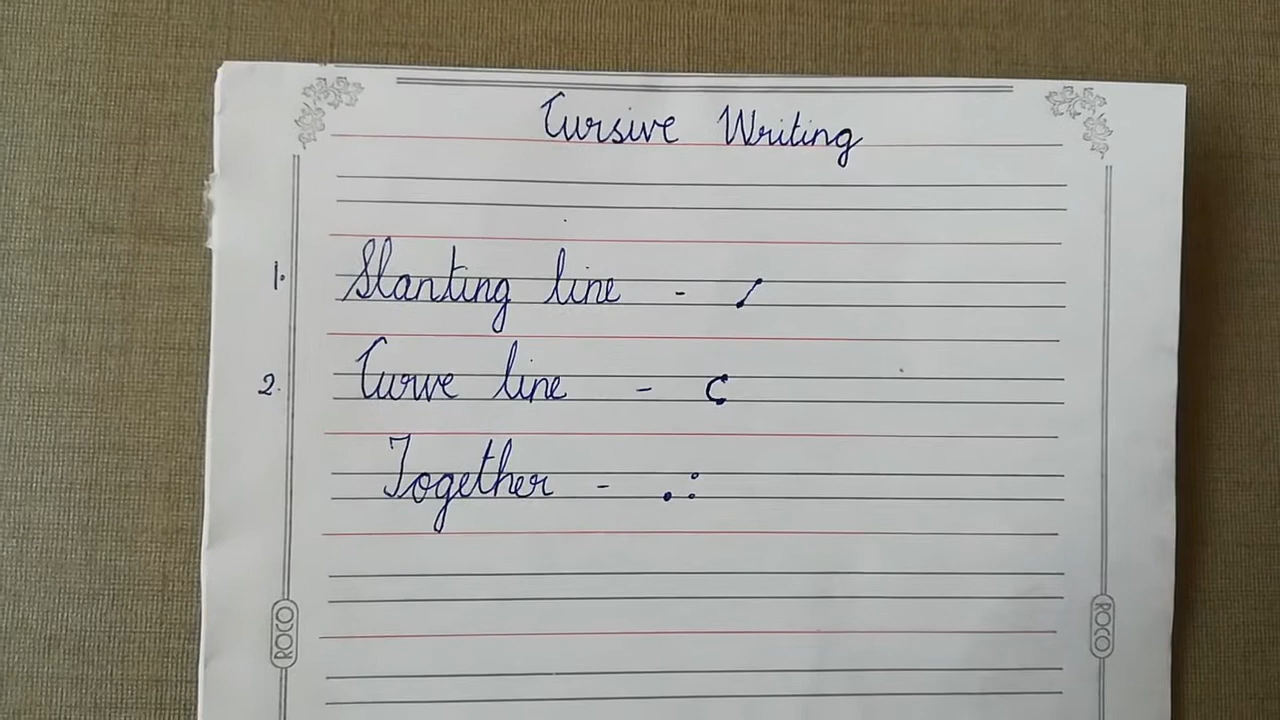 Cursive Writing
1. Slanting line - /
2. Curve line - c
Together - .:
ROCO ROCO